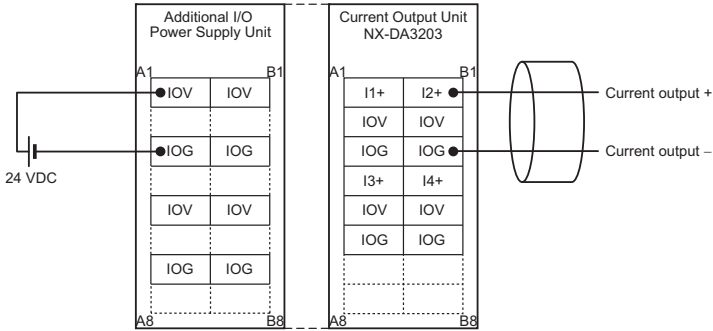 Additional I/O
Power Supply Unit
Current Output Unit
NX-DA3203
A1 B1 A1 B1
IOV IOV I1+ I2+ Current output +
IOV IOV
IOG IOG IOG IOG Current output –
24 VDC I3+ I4+
IOV IOV IOV IOV
IOG IOG
IOG IOG
A8 B8 A8 B8